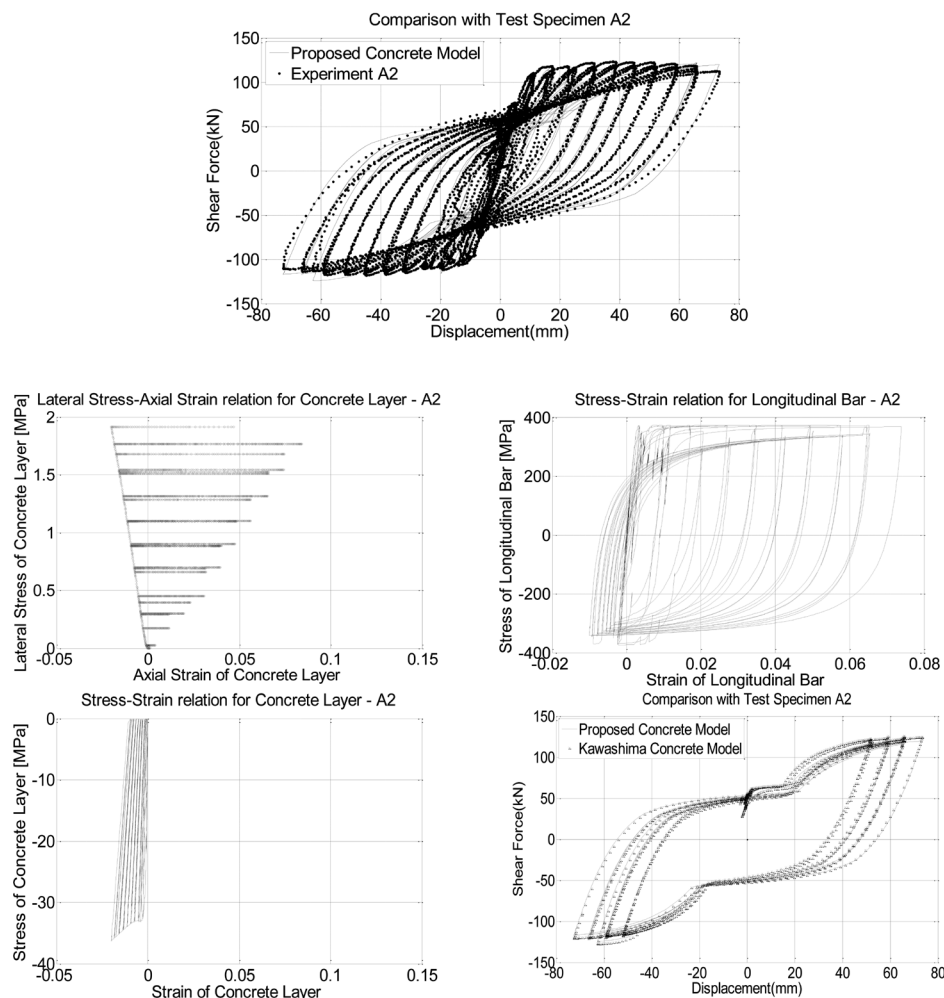 Comparison with Test Specimen A2
150
100
50
0
-50
-100
-150
Shear Force(kN)
Proposed Concrete Model
Experiment A2
-80 -60 -40 -20 0 20 40 60 80
Displacement(mm)
Lateral Stress-Axial Strain relation for Concrete Layer - A2
2
1.5
1
0.5
0
Lateral Stress of Concrete Layer [MPa]
-0.05 0 0.05 0.1 0.15
Axial Strain of Concrete Layer
Stress-Strain relation for Longitudinal Bar - A2
400
200
0
-200
-400
Stress of Longitudinal Bar [MPa]
-0.02 0 0.02 0.04 0.06 0.08
Strain of Longitudinal Bar
Stress-Strain relation for Concrete Layer - A2
0
-10
-20
-30
-40
Stress of Concrete Layer [MPa]
-0.05 0 0.05 0.1 0.15
Strain of Concrete Layer
Comparison with Test Specimen A2
150
100
50
0
-50
-100
-150
Shear Force(kN)
Proposed Concrete Model
Kawashima Concrete Model
-80 -60 -40 -20 0 20 40 60 80
Displacement(mm)